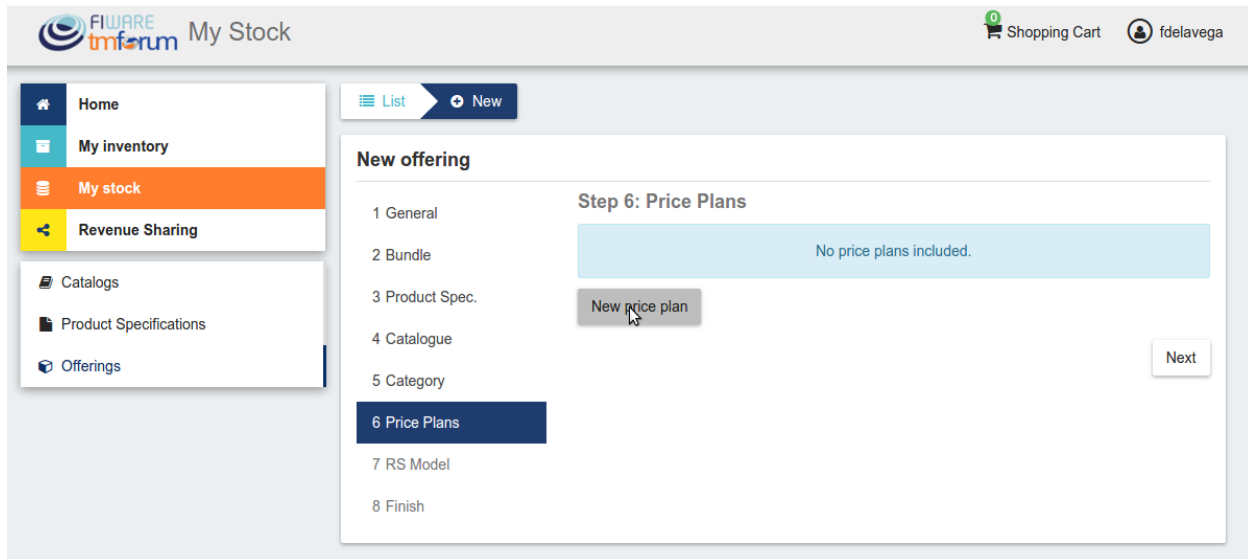 FIWARE
tmforum
My Stock
0
Shopping Cart
fdelavega
Home
My inventory
My stock
Revenue Sharing
Catalogs
Product Specifications
Offerings
List
New
New offering
1 General
2 Bundle
3 Product Spec.
4 Catalogue
5 Category
6 Price Plans
7 RS Model
8 Finish
Step 6: Price Plans
No price plans included.
New price plan
Next